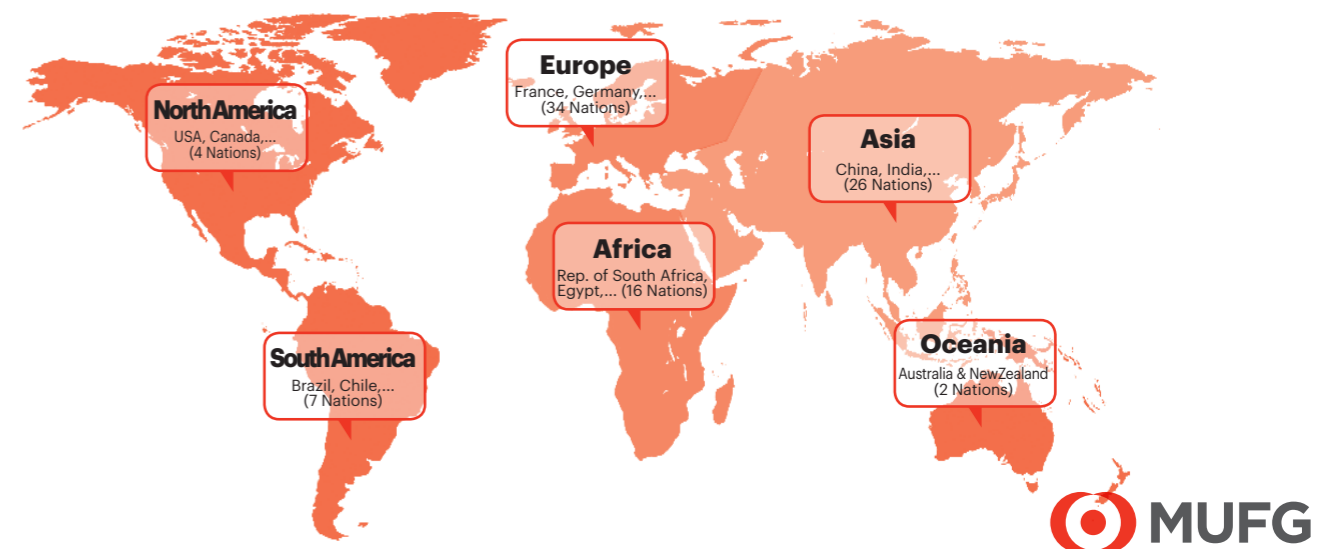 North America
USA, Canada,...
(4 Nations)
Europe
France, Germany,...
(34 Nations)
Asia
China, India,...
(26 Nations)
Africa
Rep. of South Africa,
Egypt,... (16 Nations)
South America
Brazil, Chile,...
(7 Nations)
Oceania
Australia & NewZealand
(2 Nations)
MUFG